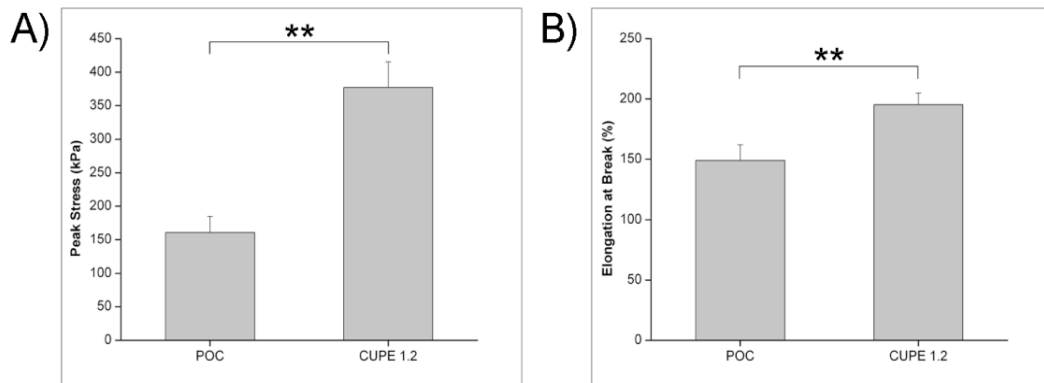 A)
**
450
400
350
300
250
200
150
100
50
0
Peak Stress (kPa)
POC
CUPE 1.2
B)
**
250
200
150
100
50
0
Elongation at Break (%)
POC
CUPE 1.2